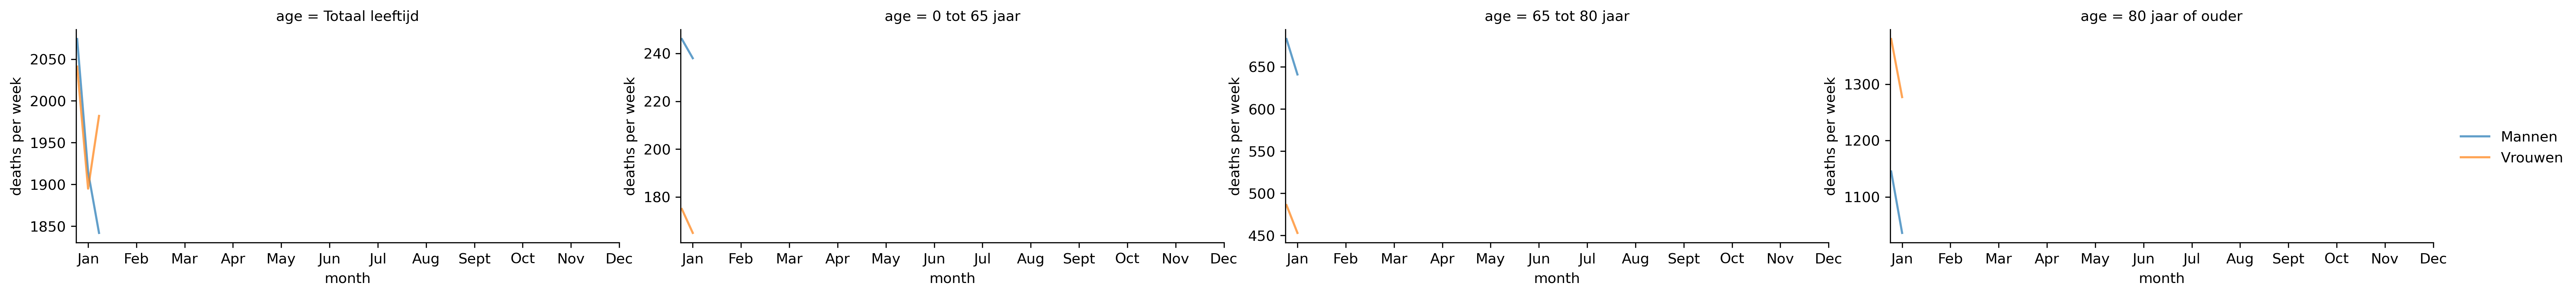 age = Totaal leeftijd
deaths per week
2050
2000
1950
1900
1850
Jan Feb Mar Apr May Jun Jul Aug Sept Oct Nov Dec
month
age = 0 tot 65 jaar
deaths per week
240
220
200
180
Jan Feb Mar Apr May Jun Jul Aug Sept Oct Nov Dec
month
age = 65 tot 80 jaar
deaths per week
650
600
550
500
450
Jan Feb Mar Apr May Jun Jul Aug Sept Oct Nov Dec
month
age = 80 jaar of ouder
deaths per week
1300
1200
1100
Jan Feb Mar Apr May Jun Jul Aug Sept Oct Nov Dec
month
Mannen
Vrouwen